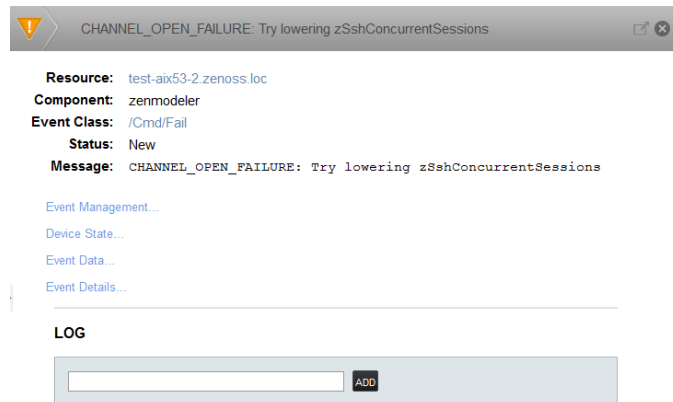 CHANNEL_OPEN_FAILURE: Try lowering zSshConcurrentSessions
Resource: test-aix53-2.zenoss.loc
Component: zenmodeler
Event Class: /Cmd/Fail
Status: New
Message: CHANNEL_OPEN_FAILURE: Try lowering zSshConcurrentSessions
Event Management...
Device State...
Event Data...
Event Details...
LOG
ADD